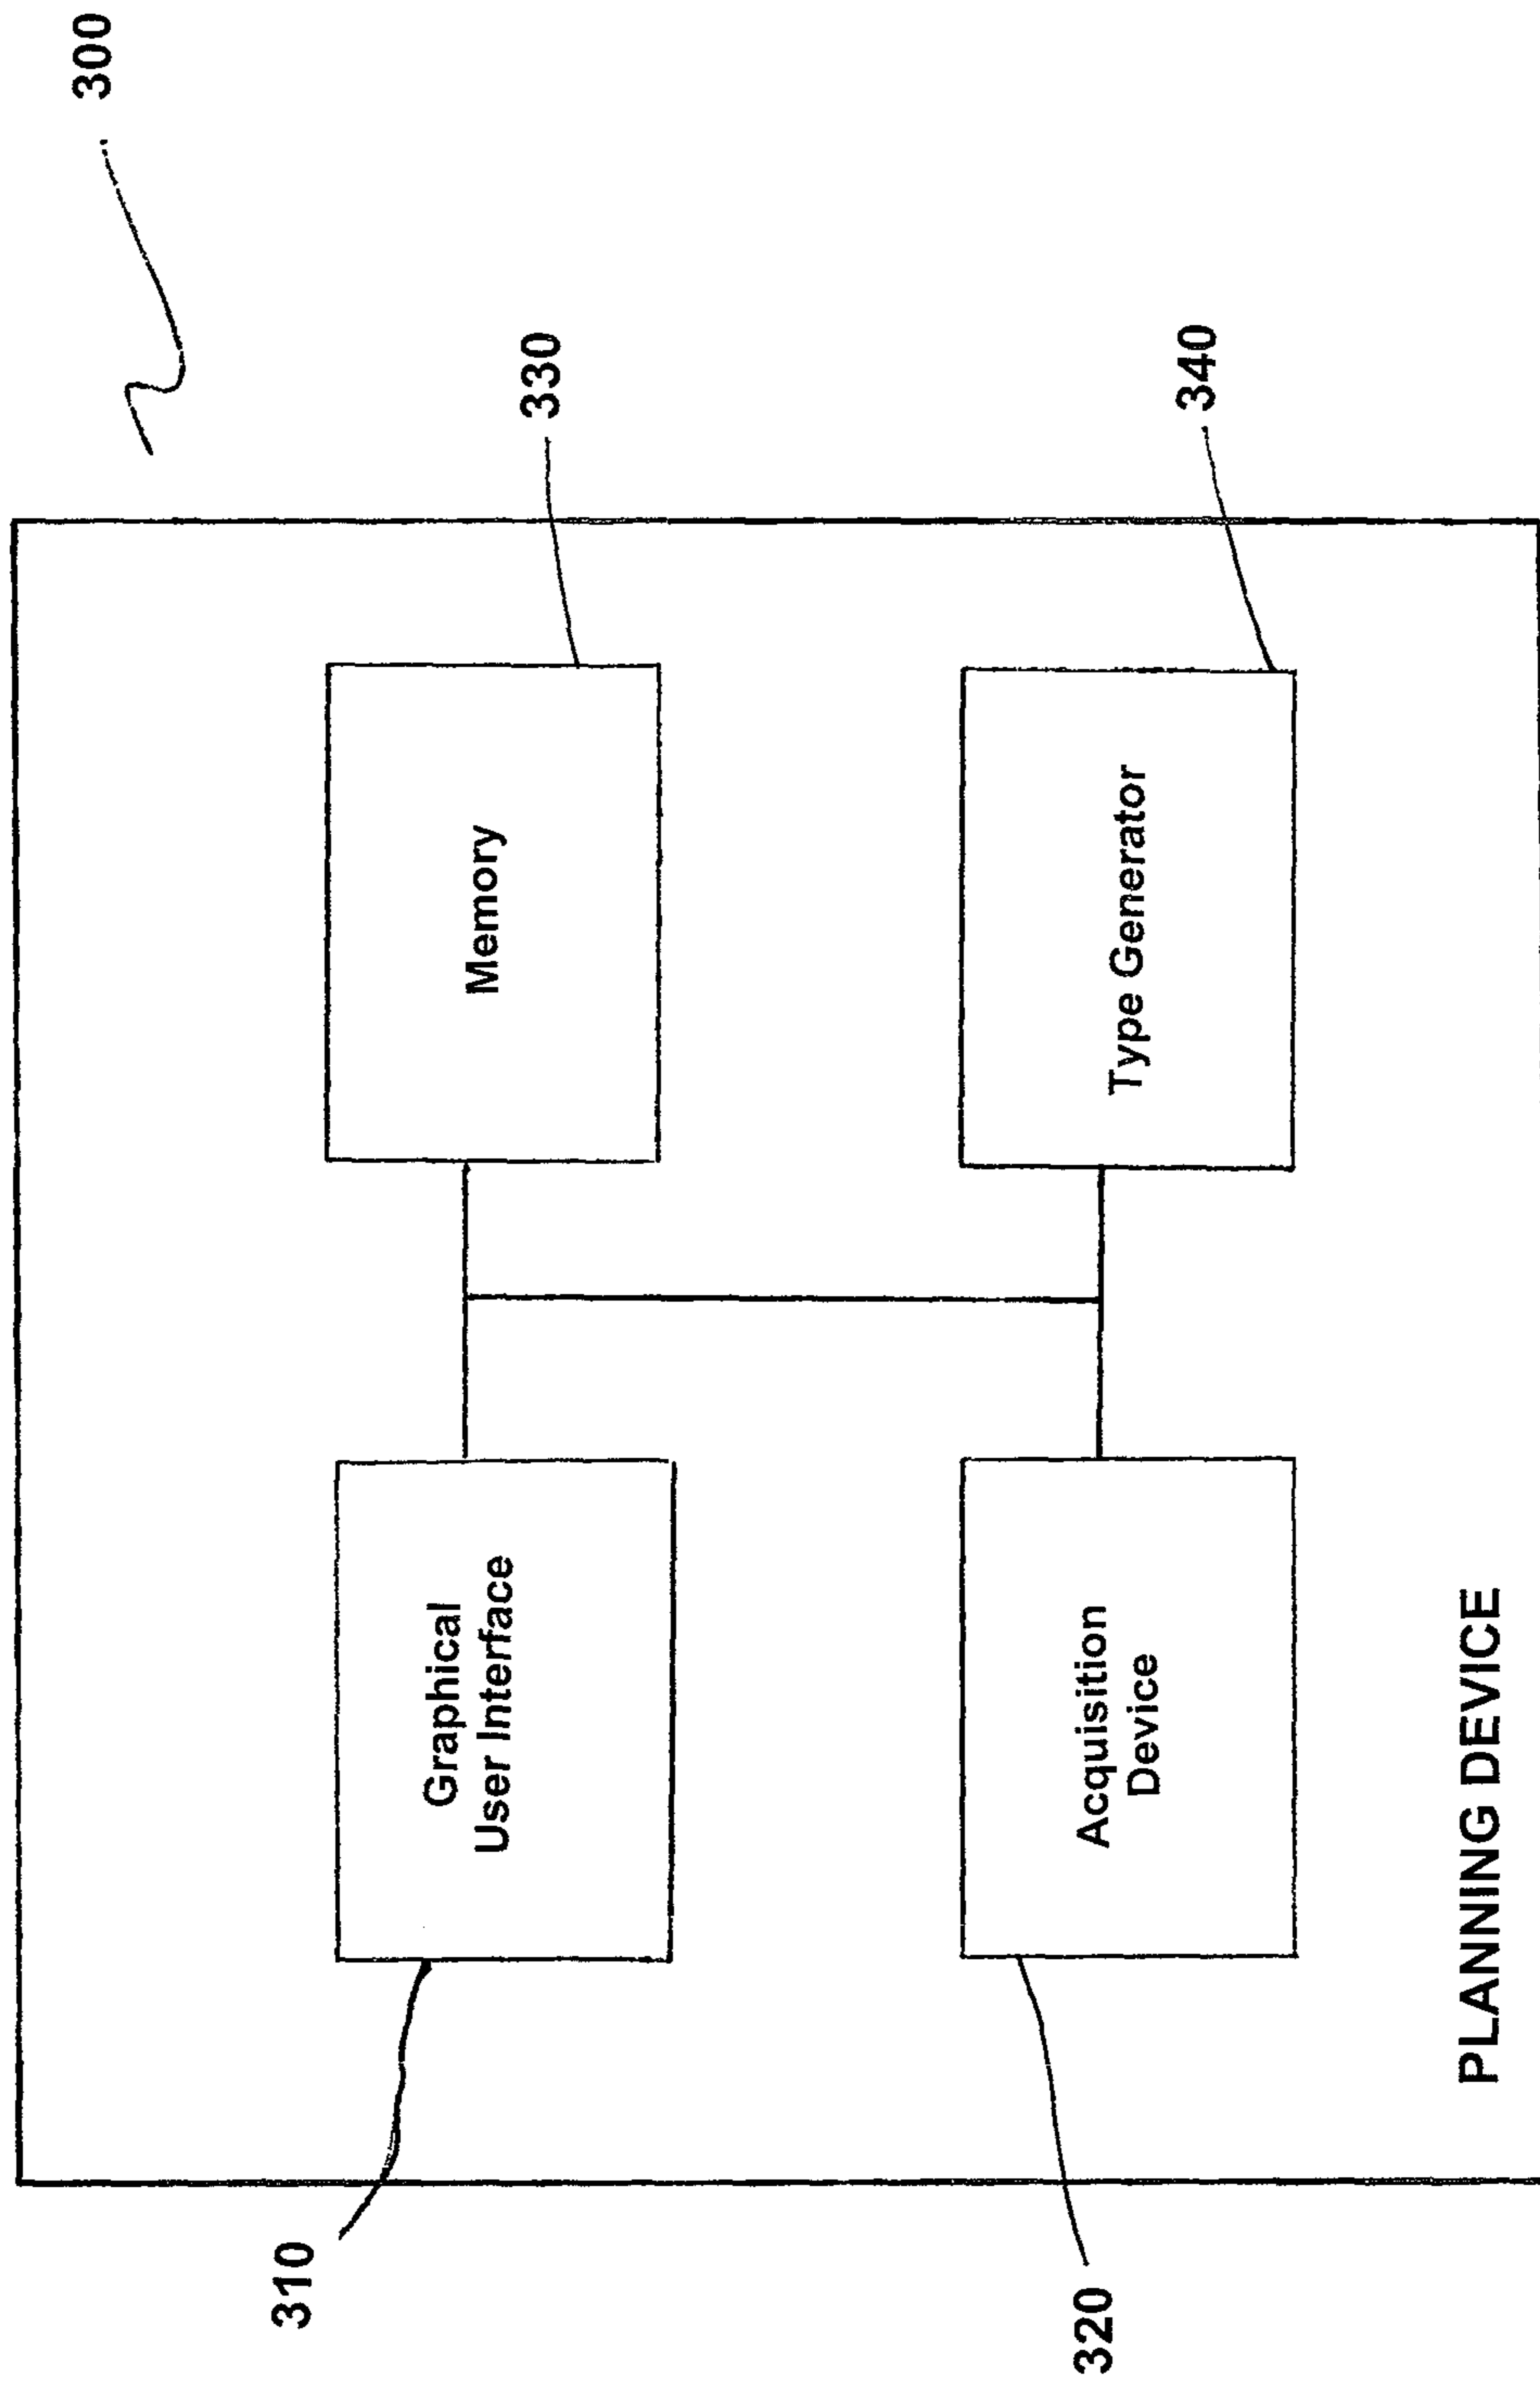 300
310
Graphical
User Interface
Memory
330
320
Acquisition
Device
Type Generator
340
PLANNING DEVICE